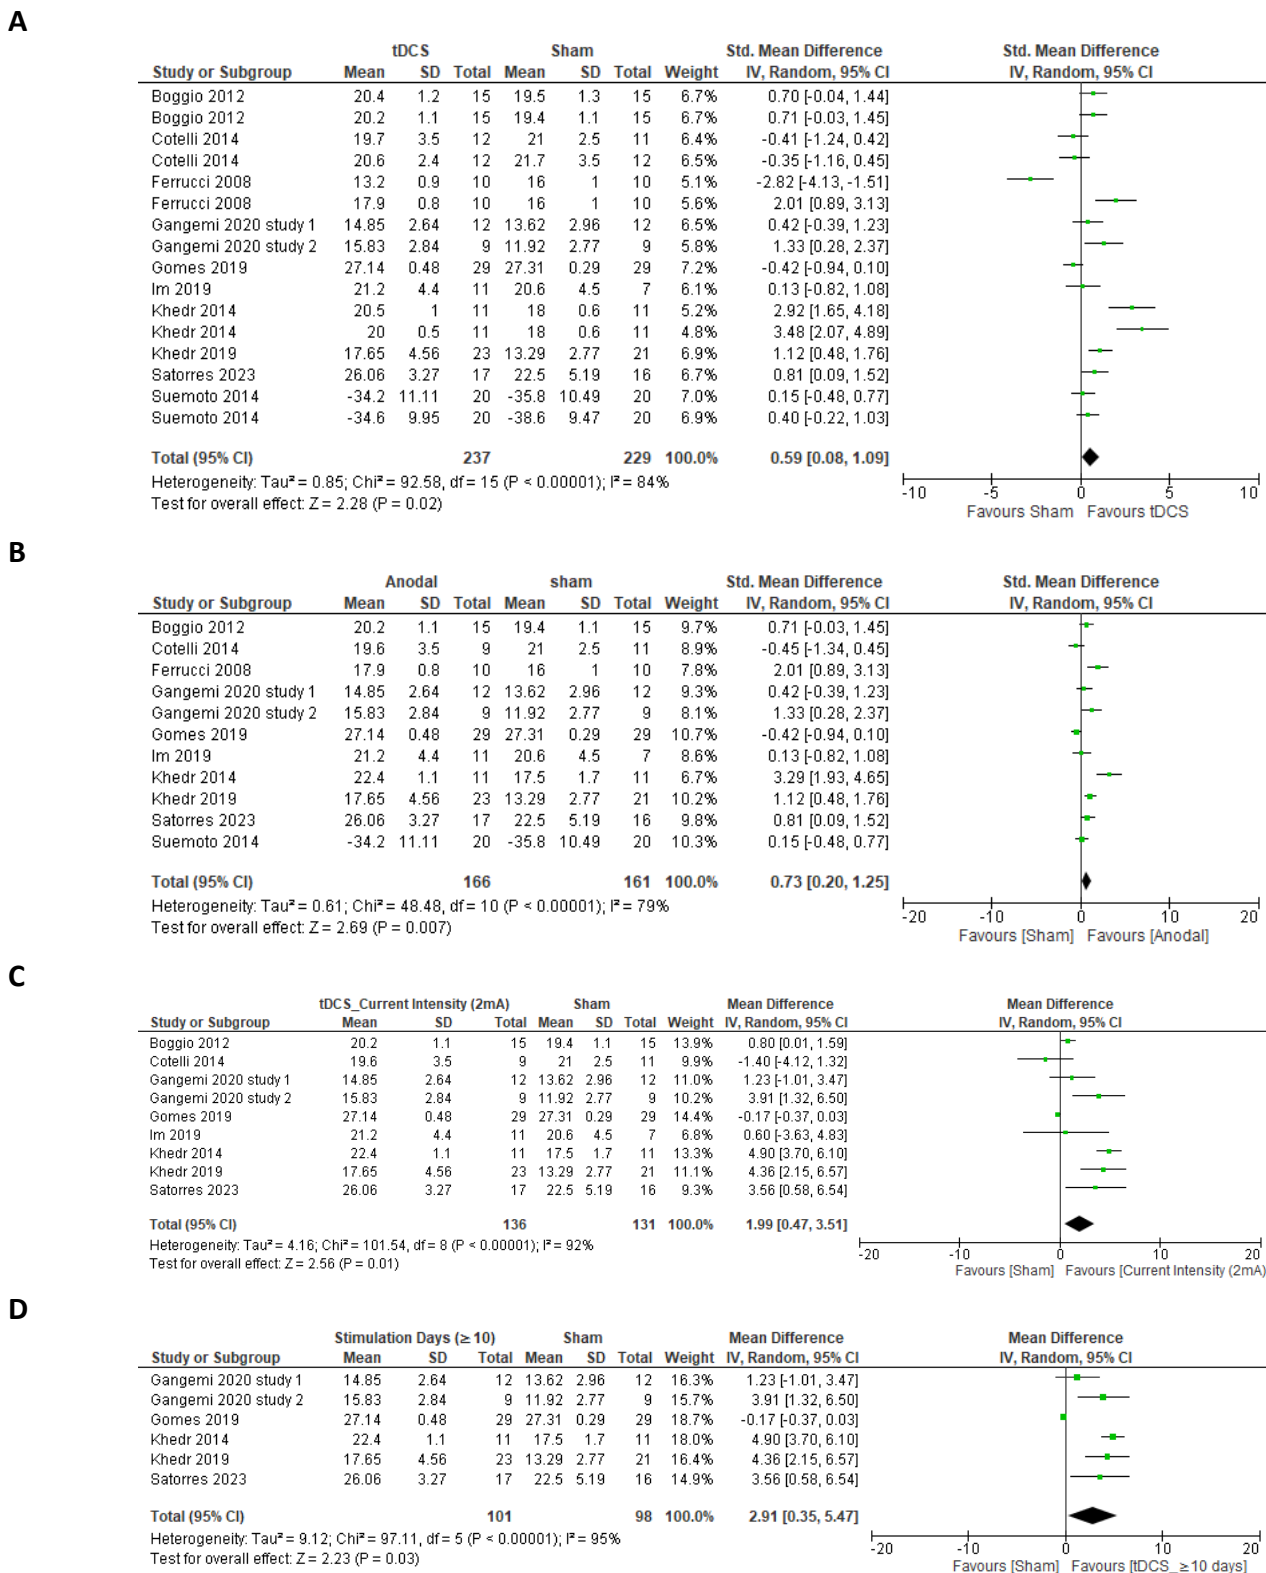 A
tDCS Sham Std. Mean Difference Std. Mean Difference
Study or Subgroup Mean SD Total Mean SD Total Weight IV, Random, 95% CI IV, Random, 95% CI
Boggio 2012 20.4 1.2 15 19.5 1.3 15 6.7% 0.70 [-0.04, 1.44]
Boggio 2012 20.2 1.1 15 19.4 1.1 15 6.7% 0.71 [-0.03, 1.45]
Cotelli 2014 19.7 3.5 12 21 2.5 11 6.4% -0.41 [-1.24, 0.42]
Cotelli 2014 20.6 2.4 12 21.7 3.5 12 6.5% -0.35 [-1.16, 0.45]
Ferrucci 2008 13.2 0.9 10 16 1 10 5.1% -2.82 [-4.13, -1.51]
Ferrucci 2008 17.9 0.8 10 16 1 10 5.6% 2.01 [0.89, 3.13]
Gangemi 2020 study 1 14.85 2.64 12 13.62 2.96 12 6.5% 0.42 [-0.39, 1.23]
Gangemi 2020 study 2 15.83 2.84 9 11.92 2.77 9 5.8% 1.33 [0.28, 2.37]
Gomes 2019 27.14 0.48 29 27.31 0.29 29 7.2% -0.42 [-0.94, 0.10]
Im 2019 21.2 4.4 11 20.6 4.5 7 6.1% 0.13 [-0.82, 1.08]
Khedr 2014 20.5 1 11 18 0.6 11 5.2% 2.92 [1.65, 4.18]
Khedr 2014 20 0.5 11 18 0.6 11 4.8% 3.48 [2.07, 4.89]
Khedr 2019 17.65 4.56 23 13.29 2.77 21 6.9% 1.12 [0.48, 1.76]
Satorres 2023 26.06 3.27 17 22.5 5.19 16 6.7% 0.81 [0.09, 1.52]
Suemoto 2014 -34.2 11.11 20 -35.8 10.49 20 7.0% 0.15 [-0.48, 0.77]
Suemoto 2014 -34.6 9.95 20 -38.6 9.47 20 6.9% 0.40 [-0.22, 1.03]
Total (95% CI) 237 229 100.0% 0.59 [0.08, 1.09]
Heterogeneity: Tau² = 0.85; Chi² = 92.58, df = 15 (P < 0.00001); I² = 84%
Test for overall effect: Z = 2.28 (P = 0.02)
-10 -5 0 5 10
Favours Sham Favours tDCS
B
Anodal sham Std. Mean Difference Std. Mean Difference
Study or Subgroup Mean SD Total Mean SD Total Weight IV, Random, 95% CI IV, Random, 95% CI
Boggio 2012 20.2 1.1 15 19.4 1.1 15 9.7% 0.71 [-0.03, 1.45]
Cotelli 2014 19.6 3.5 9 21 2.5 11 8.9% -0.45 [-1.34, 0.45]
Ferrucci 2008 17.9 0.8 10 16 1 10 7.8% 2.01 [0.89, 3.13]
Gangemi 2020 study 1 14.85 2.64 12 13.62 2.96 12 9.3% 0.42 [-0.39, 1.23]
Gangemi 2020 study 2 15.83 2.84 9 11.92 2.77 9 8.1% 1.33 [0.28, 2.37]
Gomes 2019 27.14 0.48 29 27.31 0.29 29 10.7% -0.42 [-0.94, 0.10]
Im 2019 21.2 4.4 11 20.6 4.5 7 8.6% 0.13 [-0.82, 1.08]
Khedr 2014 22.4 1.1 11 17.5 1.7 11 6.7% 3.29 [1.93, 4.65]
Khedr 2019 17.65 4.56 23 13.29 2.77 21 10.2% 1.12 [0.48, 1.76]
Satorres 2023 26.06 3.27 17 22.5 5.19 16 9.8% 0.81 [0.09, 1.52]
Suemoto 2014 -34.2 11.11 20 -35.8 10.49 20 10.3% 0.15 [-0.48, 0.77]
Total (95% CI) 166 161 100.0% 0.73 [0.20, 1.25]
Heterogeneity: Tau² = 0.61; Chi² = 48.48, df = 10 (P < 0.00001); I² = 79%
Test for overall effect: Z = 2.69 (P = 0.007)
-20 -10 0 10 20
Favours [Sham] Favours [Anodal]
C
tDCS_Current Intensity (2mA) Sham Mean Difference Mean Difference
Study or Subgroup Mean SD Total Mean SD Total Weight IV, Random, 95% CI IV, Random, 95% CI
Boggio 2012 20.2 1.1 15 19.4 1.1 15 13.9% 0.80 [0.01, 1.59]
Cotelli 2014 19.6 3.5 9 21 2.5 11 9.9% -1.40 [-4.12, 1.32]
Gangemi 2020 study 1 14.85 2.64 12 13.62 2.96 12 11.0% 1.23 [-1.01, 3.47]
Gangemi 2020 study 2 15.83 2.84 9 11.92 2.77 9 10.2% 3.91 [1.32, 6.50]
Gomes 2019 27.14 0.48 29 27.31 0.29 29 14.4% -0.17 [-0.37, 0.03]
Im 2019 21.2 4.4 11 20.6 4.5 7 6.8% 0.60 [-3.63, 4.83]
Khedr 2014 22.4 1.1 11 17.5 1.7 11 13.3% 4.90 [3.70, 6.10]
Khedr 2019 17.65 4.56 23 13.29 2.77 21 11.1% 4.36 [2.15, 6.57]
Satorres 2023 26.06 3.27 17 22.5 5.19 16 9.3% 3.56 [0.58, 6.54]
Total (95% CI) 136 131 100.0% 1.99 [0.47, 3.51]
Heterogeneity: Tau² = 4.16; Chi² = 101.54, df = 8 (P < 0.00001); I² = 92%
Test for overall effect: Z = 2.56 (P = 0.01)
-20 -10 0 10 20
Favours [Sham] Favours [Current Intensity (2mA)
D
Stimulation Days (≥ 10) Sham Mean Difference Mean Difference
Study or Subgroup Mean SD Total Mean SD Total Weight IV, Random, 95% CI IV, Random, 95% CI
Gangemi 2020 study 1 14.85 2.64 12 13.62 2.96 12 16.3% 1.23 [-1.01, 3.47]
Gangemi 2020 study 2 15.83 2.84 9 11.92 2.77 9 15.7% 3.91 [1.32, 6.50]
Gomes 2019 27.14 0.48 29 27.31 0.29 29 18.7% -0.17 [-0.37, 0.03]
Khedr 2014 22.4 1.1 11 17.5 1.7 11 18.0% 4.90 [3.70, 6.10]
Khedr 2019 17.65 4.56 23 13.29 2.77 21 16.4% 4.36 [2.15, 6.57]
Satorres 2023 26.06 3.27 17 22.5 5.19 16 14.9% 3.56 [0.58, 6.54]
Total (95% CI) 101 98 100.0% 2.91 [0.35, 5.47]
Heterogeneity: Tau² = 9.12; Chi² = 97.11, df = 5 (P < 0.00001); I² = 95%
Test for overall effect: Z = 2.23 (P = 0.03)
-20 -10 0 10 20
Favours [Sham] Favours [tDCS_ ≥ 10 days]